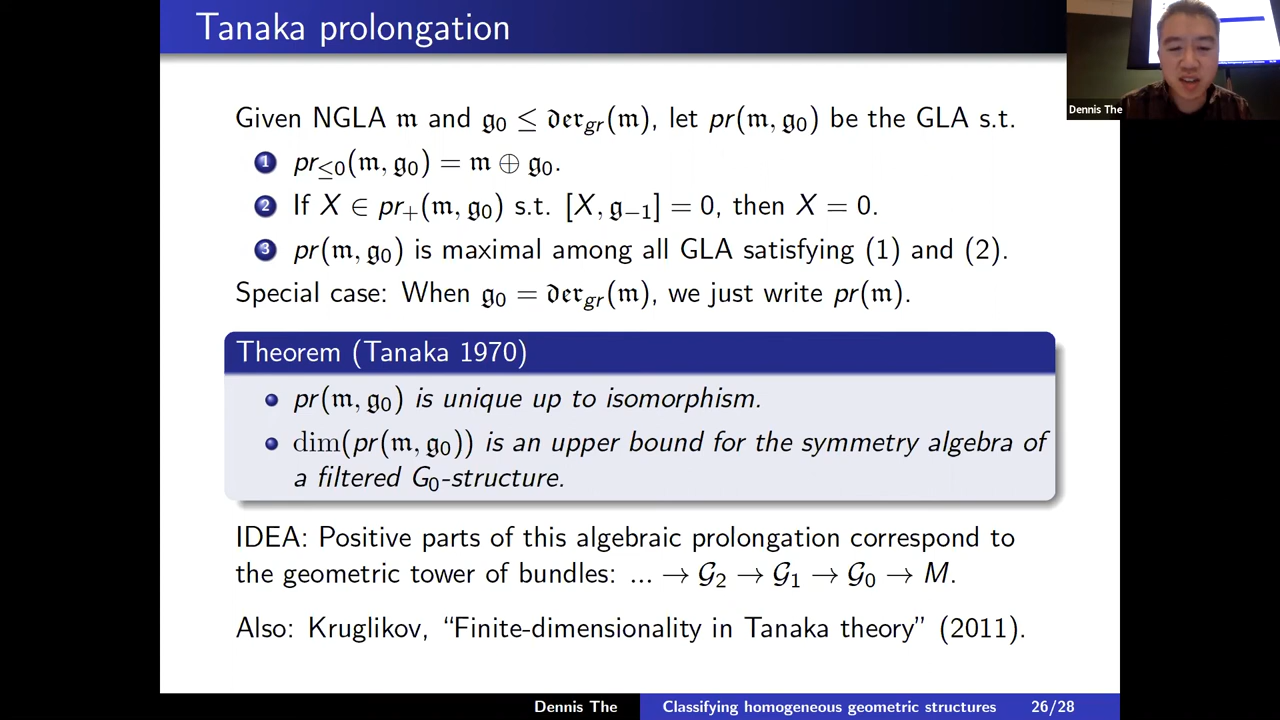 Tanaka prolongation
Dennis The
Given NGLA 𝔪 and 𝔤₀ ≤ 𝔡𝔢𝔯_gr(𝔪), let pr(𝔪, 𝔤₀) be the GLA s.t.
1 pr_≤0(𝔪, 𝔤₀) = 𝔪 ⊕ 𝔤₀.
2 If X ∈ pr₊(𝔪, 𝔤₀) s.t. [X, 𝔤₋₁] = 0, then X = 0.
3 pr(𝔪, 𝔤₀) is maximal among all GLA satisfying (1) and (2).
Special case: When 𝔤₀ = 𝔡𝔢𝔯_gr(𝔪), we just write pr(𝔪).
Theorem (Tanaka 1970)
• pr(𝔪, 𝔤₀) is unique up to isomorphism.
• dim(pr(𝔪, 𝔤₀)) is an upper bound for the symmetry algebra of
a filtered G₀-structure.
IDEA: Positive parts of this algebraic prolongation correspond to
the geometric tower of bundles: ... → 𝒢₂ → 𝒢₁ → 𝒢₀ → M.
Also: Kruglikov, “Finite-dimensionality in Tanaka theory” (2011).
Dennis The Classifying homogeneous geometric structures 26/28